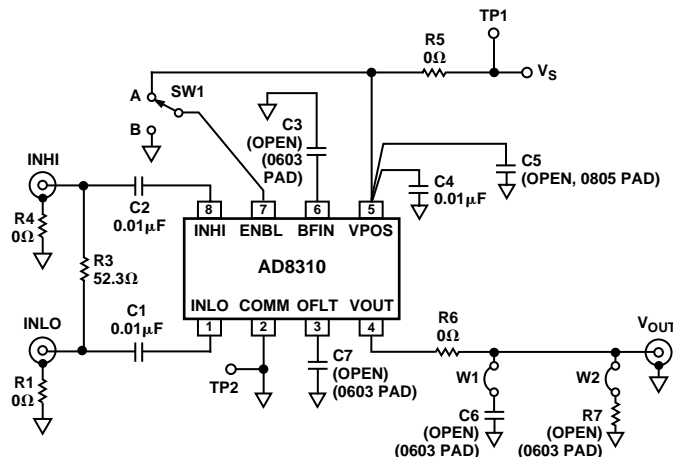 TP1
R5
0Ω
VS
A
SW1
B
C3
(OPEN)
(0603
PAD)
C5
(OPEN, 0805 PAD)
C4
0.01µF
INHI
R4
0Ω
C2
0.01µF
8 7 6 5
INHI ENBL BFIN VPOS
AD8310
INLO COMM OFLT VOUT
1 2 3 4
R3
52.3Ω
C1
0.01µF
INLO
R1
0Ω
TP2
C7
(OPEN)
(0603 PAD)
R6
0Ω
VOUT
W1
W2
C6
(OPEN)
(0603 PAD)
R7
(OPEN)
(0603 PAD)